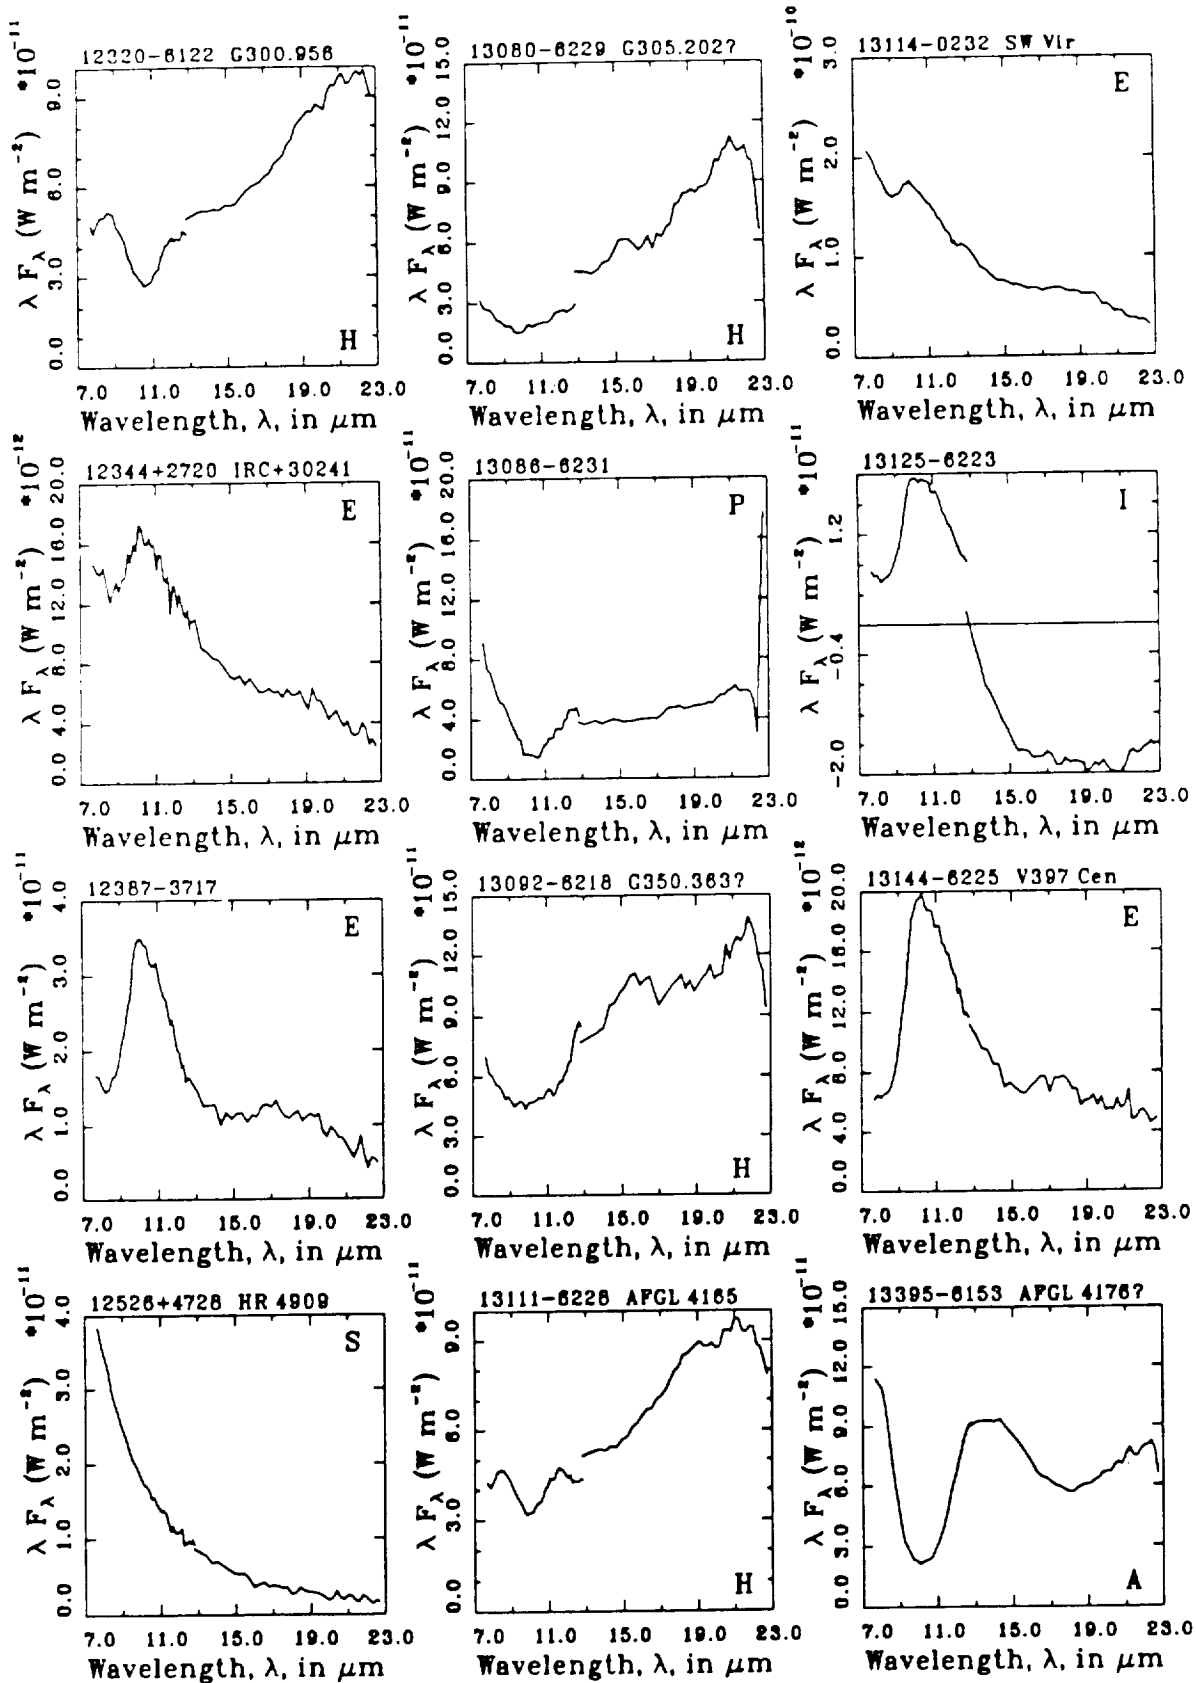 12320-6122 G300.956
*10⁻¹¹
λ F_λ (W m⁻²)
9.0
6.0
3.0
0.0
H
7.0 11.0 15.0 19.0 23.0
Wavelength, λ, in μm
13080-6229 G305.202?
*10⁻¹¹
λ F_λ (W m⁻²)
15.0
12.0
9.0
6.0
3.0
0.0
H
7.0 11.0 15.0 19.0 23.0
Wavelength, λ, in μm
13114-0232 SW Vir
*10⁻¹⁰
λ F_λ (W m⁻²)
3.0
2.0
1.0
0.0
E
7.0 11.0 15.0 19.0 23.0
Wavelength, λ, in μm
12344+2720 IRC+30241
*10⁻¹²
λ F_λ (W m⁻²)
20.0
16.0
12.0
8.0
4.0
0.0
E
7.0 11.0 15.0 19.0 23.0
Wavelength, λ, in μm
13086-6231
*10⁻¹¹
λ F_λ (W m⁻²)
20.0
16.0
12.0
8.0
4.0
0.0
P
7.0 11.0 15.0 19.0 23.0
Wavelength, λ, in μm
13125-6223
*10⁻¹¹
λ F_λ (W m⁻²)
1.2
-0.4
-2.0
I
7.0 11.0 15.0 19.0 23.0
Wavelength, λ, in μm
12387-3717
*10⁻¹¹
λ F_λ (W m⁻²)
4.0
3.0
2.0
1.0
0.0
E
7.0 11.0 15.0 19.0 23.0
Wavelength, λ, in μm
13092-6218 G350.363?
*10⁻¹¹
λ F_λ (W m⁻²)
15.0
12.0
9.0
6.0
3.0
0.0
H
7.0 11.0 15.0 19.0 23.0
Wavelength, λ, in μm
13144-6225 V397 Cen
*10⁻¹²
λ F_λ (W m⁻²)
20.0
16.0
12.0
8.0
4.0
0.0
E
7.0 11.0 15.0 19.0 23.0
Wavelength, λ, in μm
12526+4728 HR 4909
*10⁻¹¹
λ F_λ (W m⁻²)
4.0
3.0
2.0
1.0
0.0
S
7.0 11.0 15.0 19.0 23.0
Wavelength, λ, in μm
13111-6228 AFGL 4165
*10⁻¹¹
λ F_λ (W m⁻²)
9.0
6.0
3.0
0.0
H
7.0 11.0 15.0 19.0 23.0
Wavelength, λ, in μm
13395-6153 AFGL 4176?
*10⁻¹¹
λ F_λ (W m⁻²)
15.0
12.0
9.0
6.0
3.0
0.0
A
7.0 11.0 15.0 19.0 23.0
Wavelength, λ, in μm